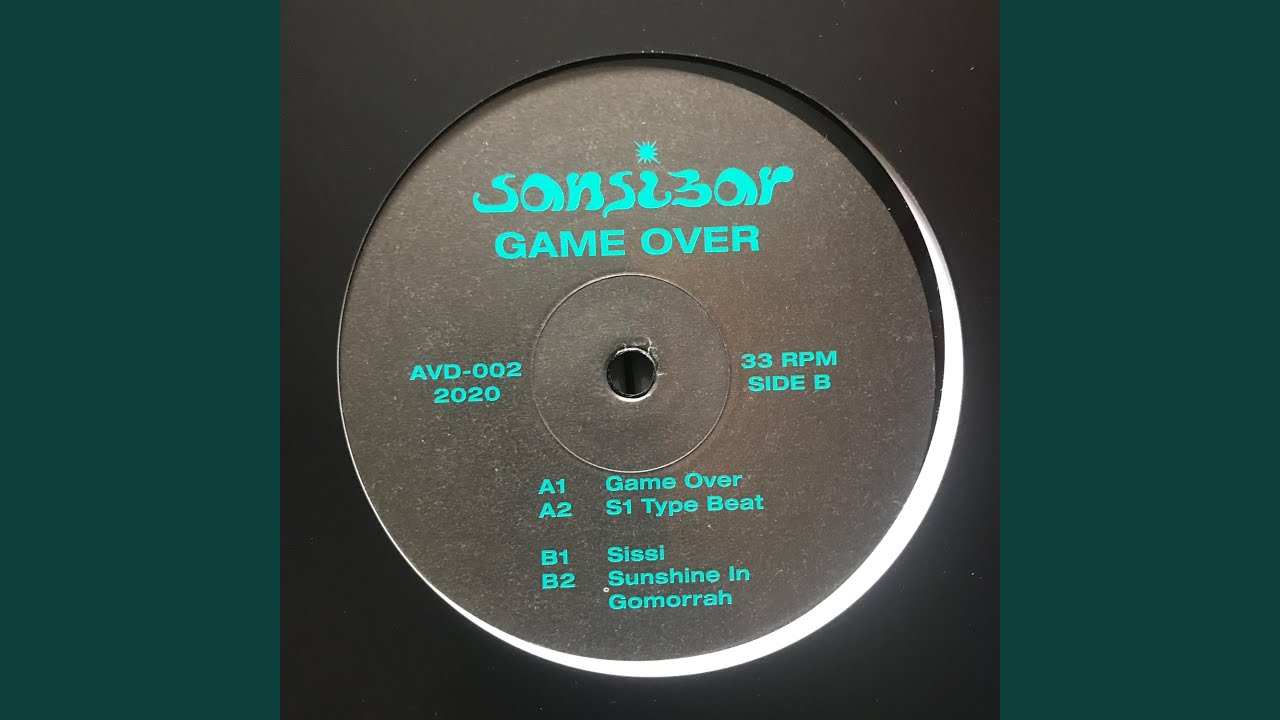 sansizar
GAME OVER
AVD-002
2020
33 RPM
SIDE B
A1 Game Over
A2 S1 Type Beat
B1 Sissi
B2 Sunshine In
Gomorrah